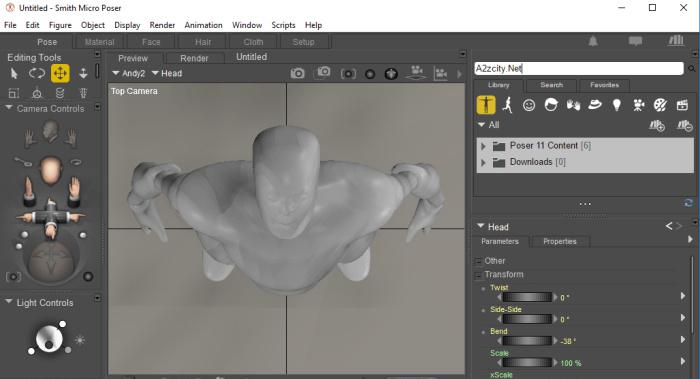 Untitled - Smith Micro Poser
File Edit Figure Object Display Render Animation Window Scripts Help
Pose Material Face Hair Cloth Setup
Editing Tools
Camera Controls
Light Controls
Preview Render Untitled
Andy2 Head
Top Camera
A2zcity.Net
Library Search Favorites
All
Poser 11 Content [6]
Downloads [0]
Head
Parameters Properties
Other
Transform
Twist
0 °
Side-Side
0 °
Bend
-38 °
Scale
100 %
xScale